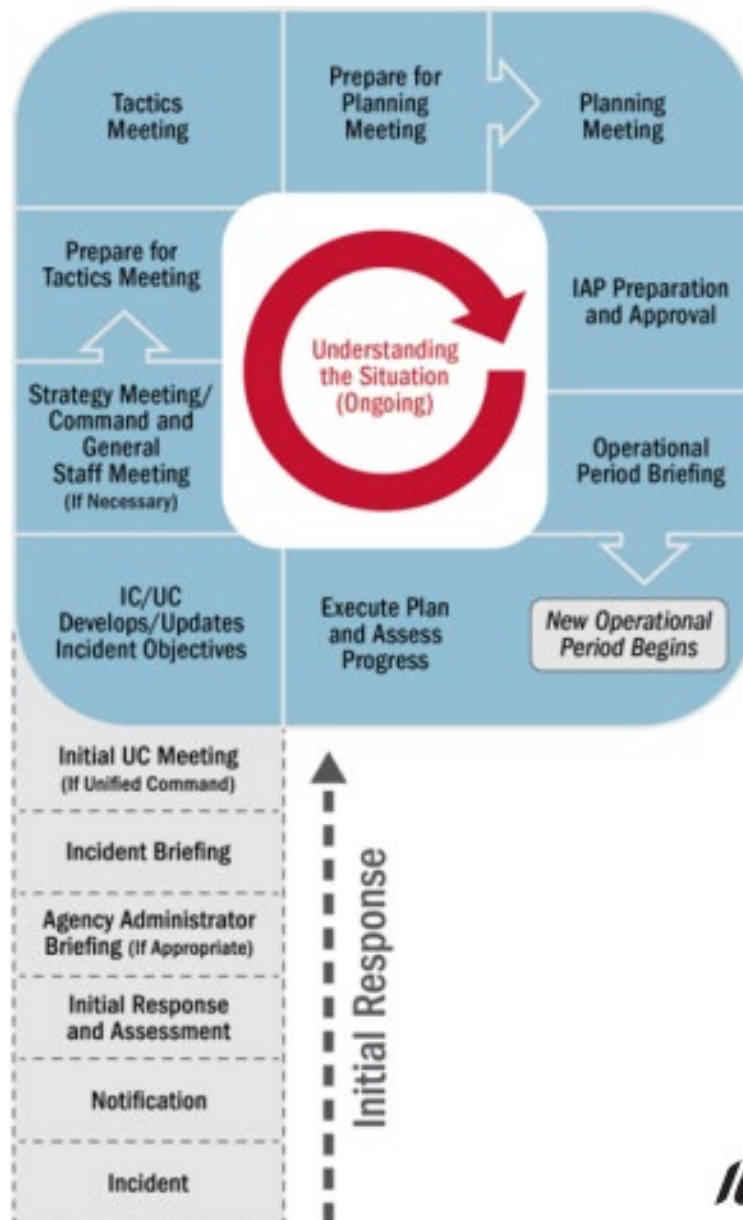 Tactics
Meeting
Prepare for
Planning
Meeting
Planning
Meeting
Prepare for
Tactics Meeting
IAP Preparation
and Approval
Understanding
the Situation
(Ongoing)
Strategy Meeting/
Command and
General
Staff Meeting
(If Necessary)
Operational
Period Briefing
IC/UC
Develops/Updates
Incident Objectives
Execute Plan
and Assess
Progress
New Operational
Period Begins
Initial UC Meeting
(If Unified Command)
Incident Briefing
Agency Administrator
Briefing (If Appropriate)
Initial Response
and Assessment
Notification
Incident
Initial Response